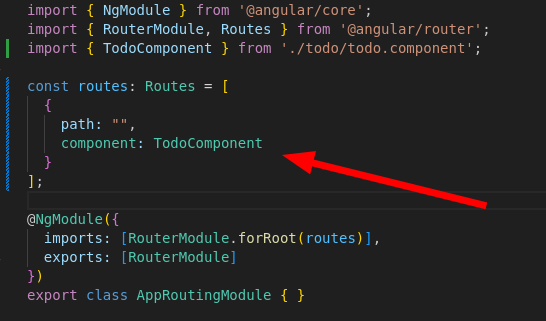 import { NgModule } from '@angular/core';
import { RouterModule, Routes } from '@angular/router';
import { TodoComponent } from './todo/todo.component';
const routes: Routes = [
{
path: "",
component: TodoComponent
}
];
@NgModule({
imports: [RouterModule.forRoot(routes)],
exports: [RouterModule]
})
export class AppRoutingModule { }